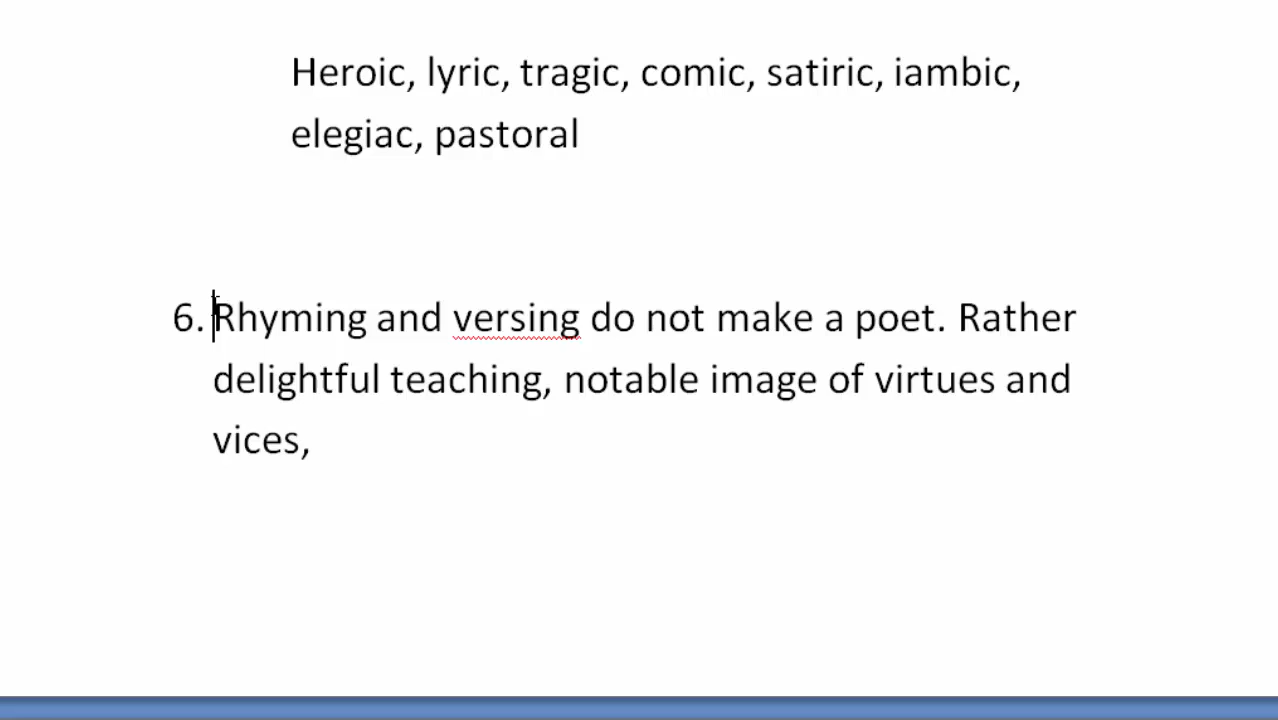 Heroic, lyric, tragic, comic, satiric, iambic,
elegiac, pastoral
6. Rhyming and versing do not make a poet. Rather
delightful teaching, notable image of virtues and
vices,